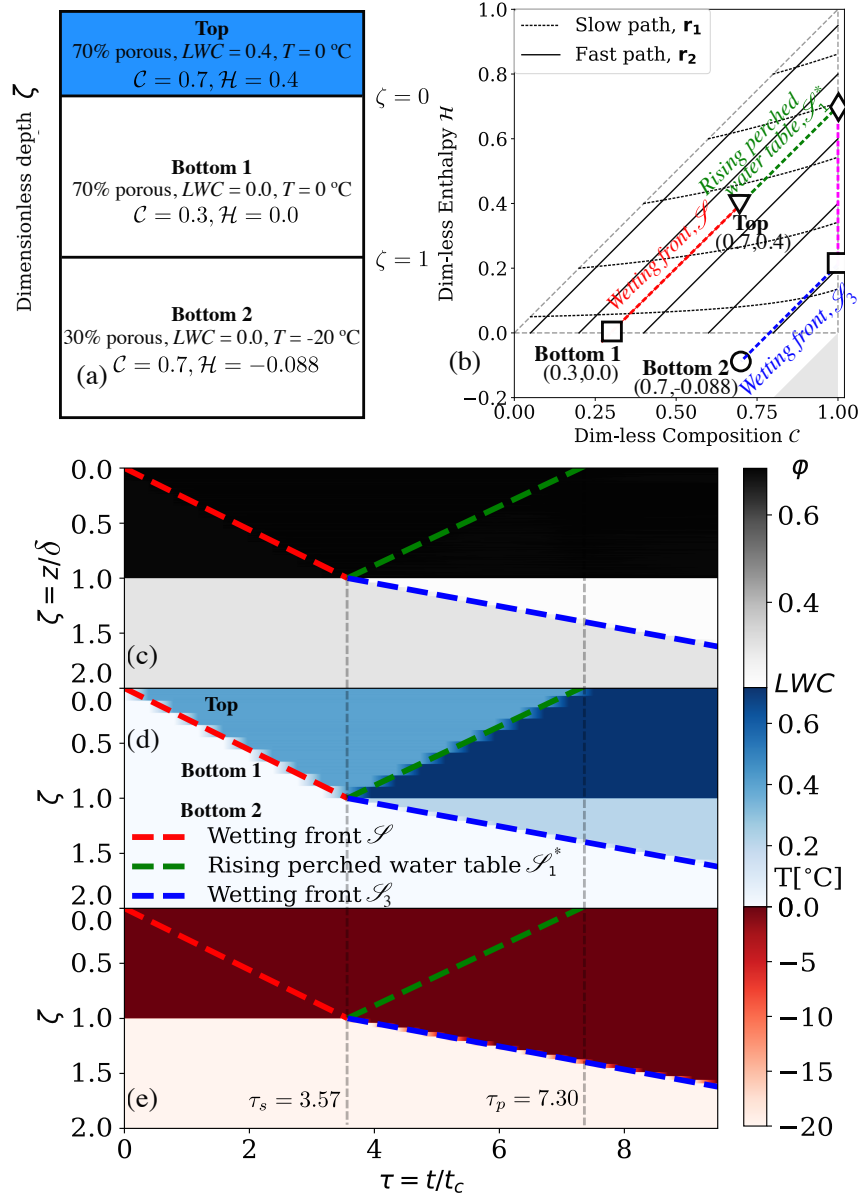 Dimensionless depth ζ
Top
70% porous, LWC = 0.4, T = 0 °C
𝒞 = 0.7, ℋ = 0.4
ζ = 0
Bottom 1
70% porous, LWC = 0.0, T = 0 °C
𝒞 = 0.3, ℋ = 0.0
ζ = 1
Bottom 2
30% porous, LWC = 0.0, T = -20 °C
𝒞 = 0.7, ℋ = −0.088
(a)
Dim-less Enthalpy ℋ
1.0
0.8
0.6
0.4
0.2
0.0
−0.2
Slow path, r₁
Fast path, r₂
Rising perched
water table, 𝒮₁*
Wetting front, 𝒮
Top
(0.7,0.4)
Wetting front, 𝒮₃
Bottom 1
(0.3,0.0)
Bottom 2
(0.7,-0.088)
(b)
0.00 0.25 0.50 0.75 1.00
Dim-less Composition 𝒞
ζ = z/δ
0.0
0.5
1.0
1.5
2.0
(c)
φ
0.6
0.4
ζ
0.0
0.5
1.0
1.5
2.0
Top
(d)
Bottom 1
Bottom 2
Wetting front 𝒮
Rising perched water table 𝒮₁*
Wetting front 𝒮₃
LWC
0.6
0.4
0.2
ζ
0.0
0.5
1.0
1.5
2.0
(e)
τₛ = 3.57
τₚ = 7.30
T[°C]
0.0
−5
−10
−15
−20
0 2 4 6 8
τ = t/t_c